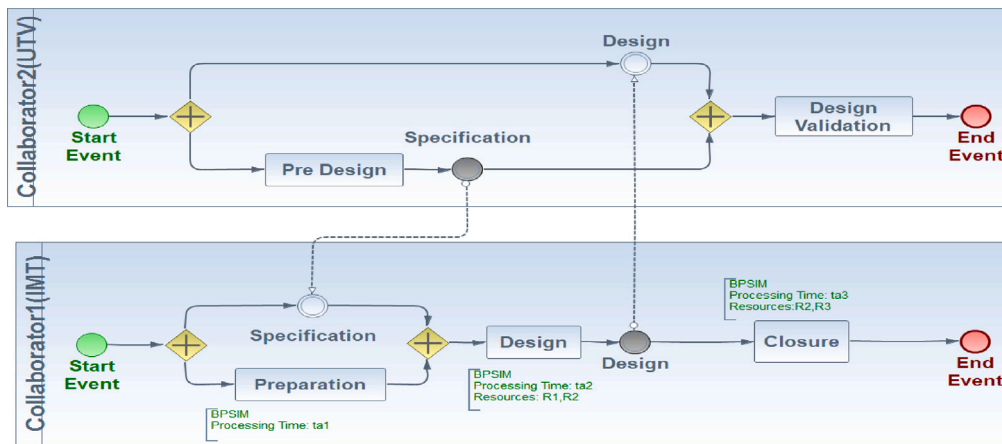 Collaborator2(UTV)
Design
Start
Event
Specification
Pre Design
Design
Validation
End
Event
Collaborator1(IMT)
BPSIM
Processing Time: ta3
Resources:R2,R3
Specification
Start
Event
Preparation
Design
Design
Closure
End
Event
BPSIM
Processing Time: ta2
Resources: R1,R2
BPSIM
Processing Time: ta1